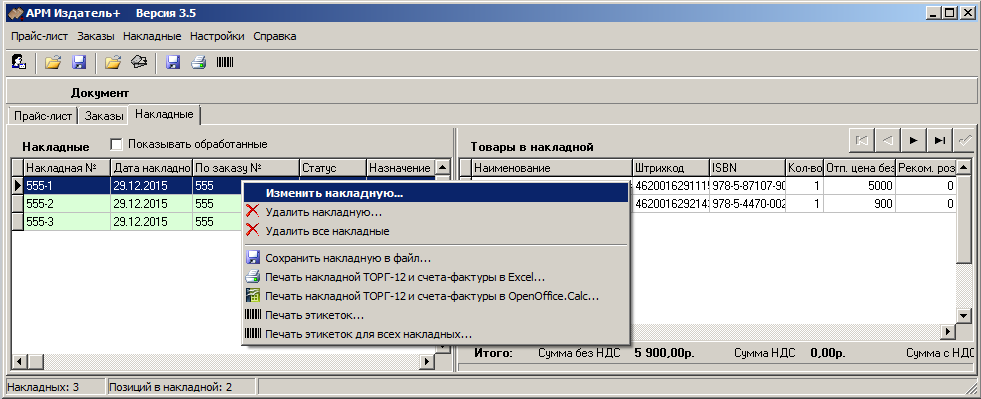 АРМ Издатель+ Версия 3.5
Прайс-лист Заказы Накладные Настройки Справка
Документ
Прайс-лист Заказы Накладные
Накладные Показывать обработанные
Товары в накладной
Накладная № Дата накладно По заказу № Статус Назначение
Наименование Штрихкод ISBN Кол-во Отп. цена без Реком. роз
555-1 29.12.2015 555
462001629111 978-5-87107-90 1 5000 0
555-2 29.12.2015 555
462001629214 978-5-4470-002 1 900 0
555-3 29.12.2015 555
Изменить накладную...
Удалить накладную...
Удалить все накладные
Сохранить накладную в файл...
Печать накладной ТОРГ-12 и счета-фактуры в Excel...
Печать накладной ТОРГ-12 и счета-фактуры в OpenOffice.Calc...
Печать этикеток...
Печать этикеток для всех накладных...
Итого: Сумма без НДС 5 900,00р. Сумма НДС 0,00р. Сумма с НДС
Накладных: 3 Позиций в накладной: 2